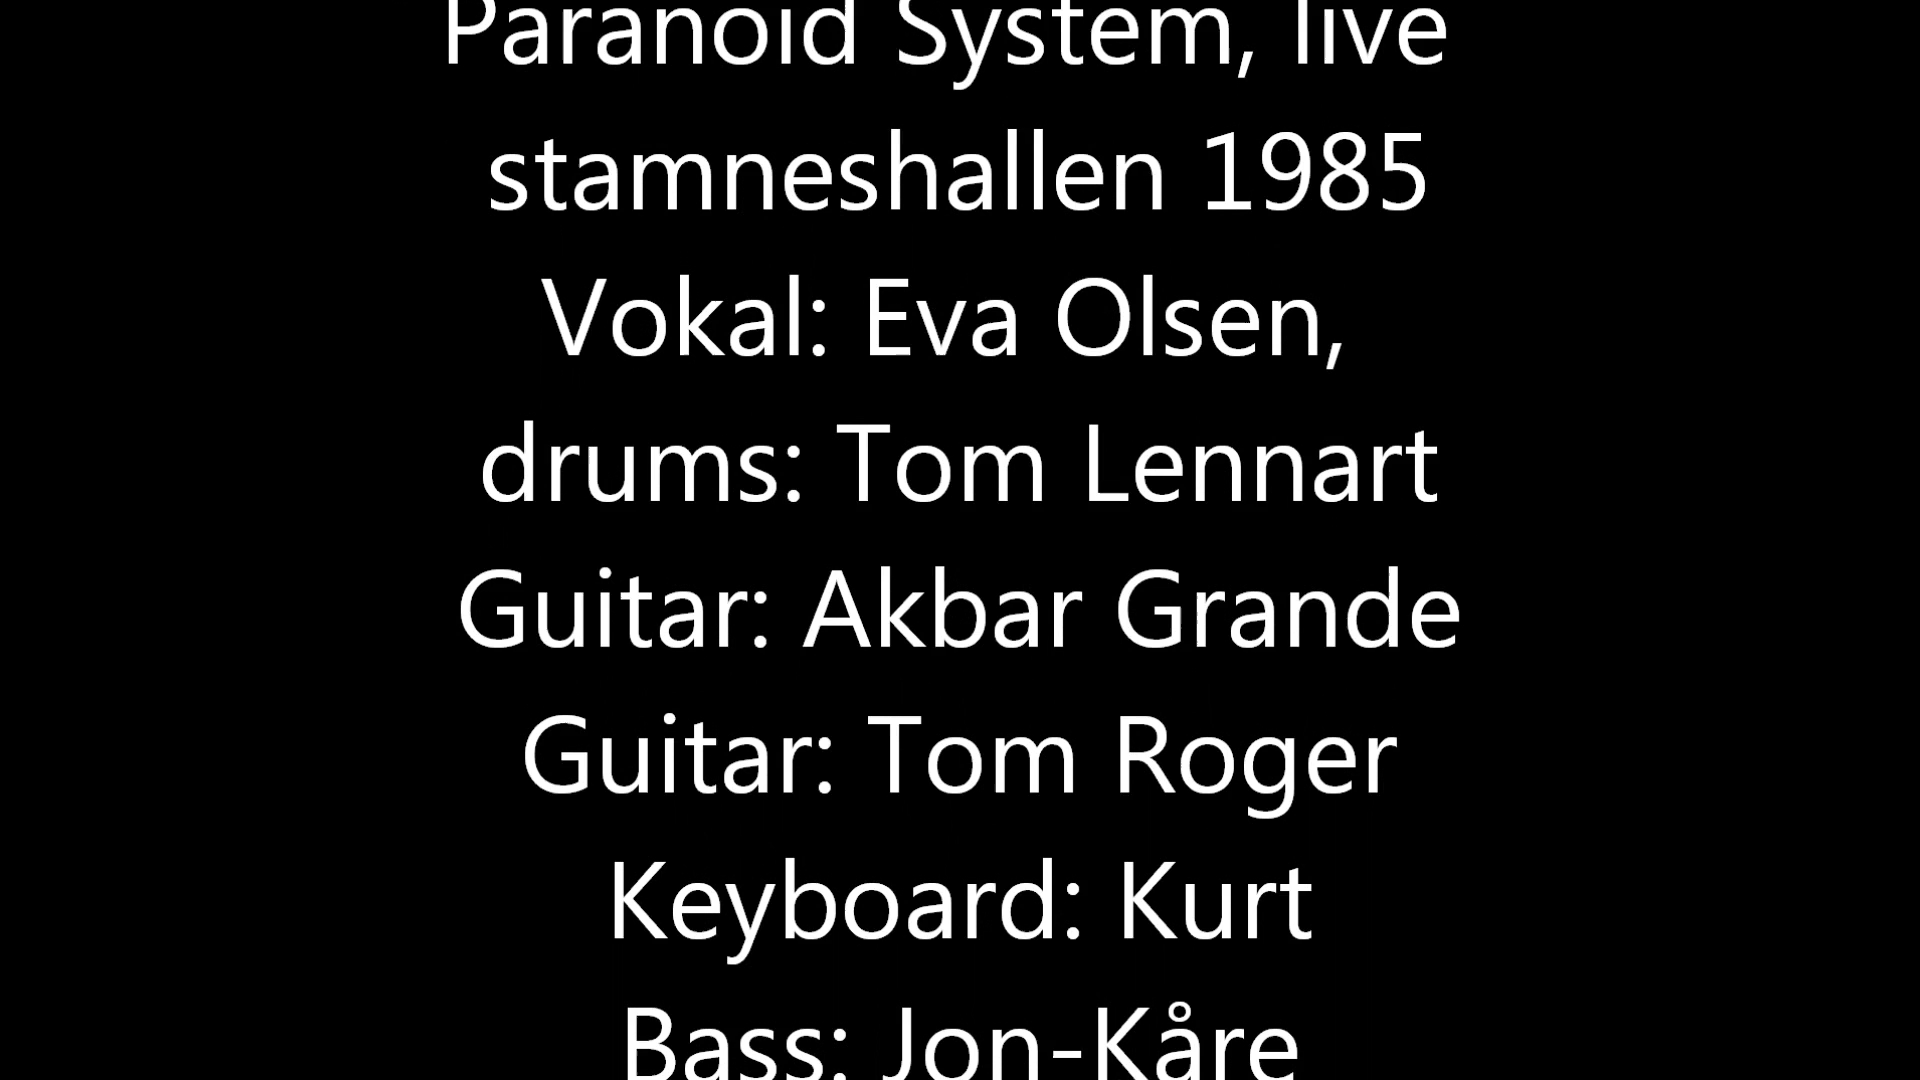 Paranoid System, live
stamneshallen 1985
Vokal: Eva Olsen,
drums: Tom Lennart
Guitar: Akbar Grande
Guitar: Tom Roger
Keyboard: Kurt
Bass: Jon-Kåre